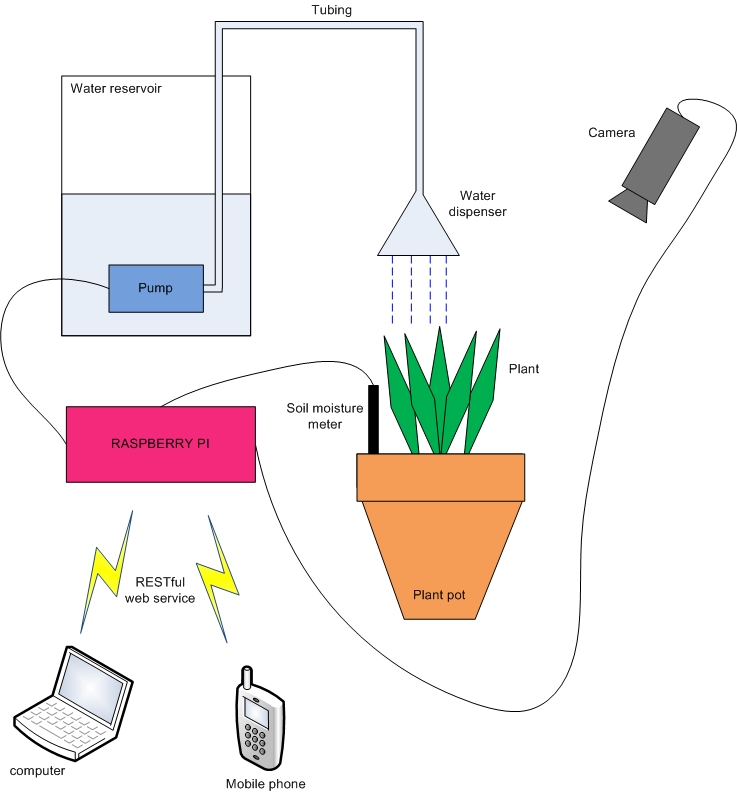 Tubing
Water reservoir
Camera
Water
dispenser
Pump
Plant
Soil moisture
meter
RASPBERRY PI
RESTful
web service
Plant pot
computer
Mobile phone